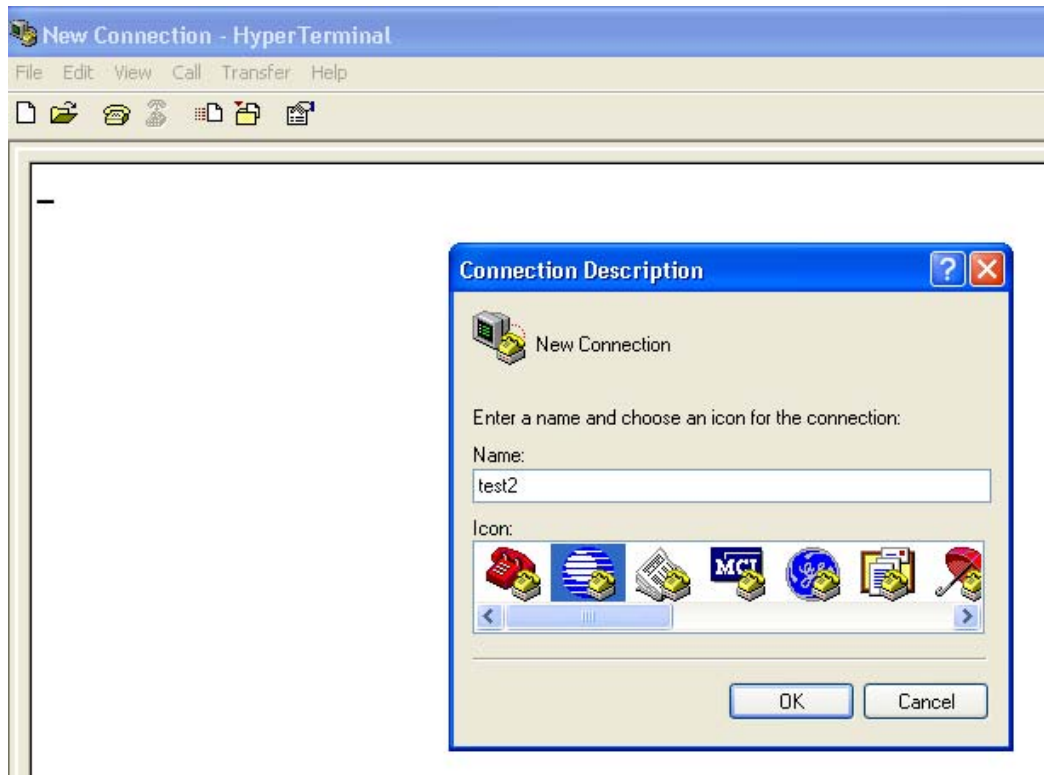 New Connection - HyperTerminal
File Edit View Call Transfer Help
Connection Description
New Connection
Enter a name and choose an icon for the connection:
Name:
test2
Icon:
MCI
OK Cancel